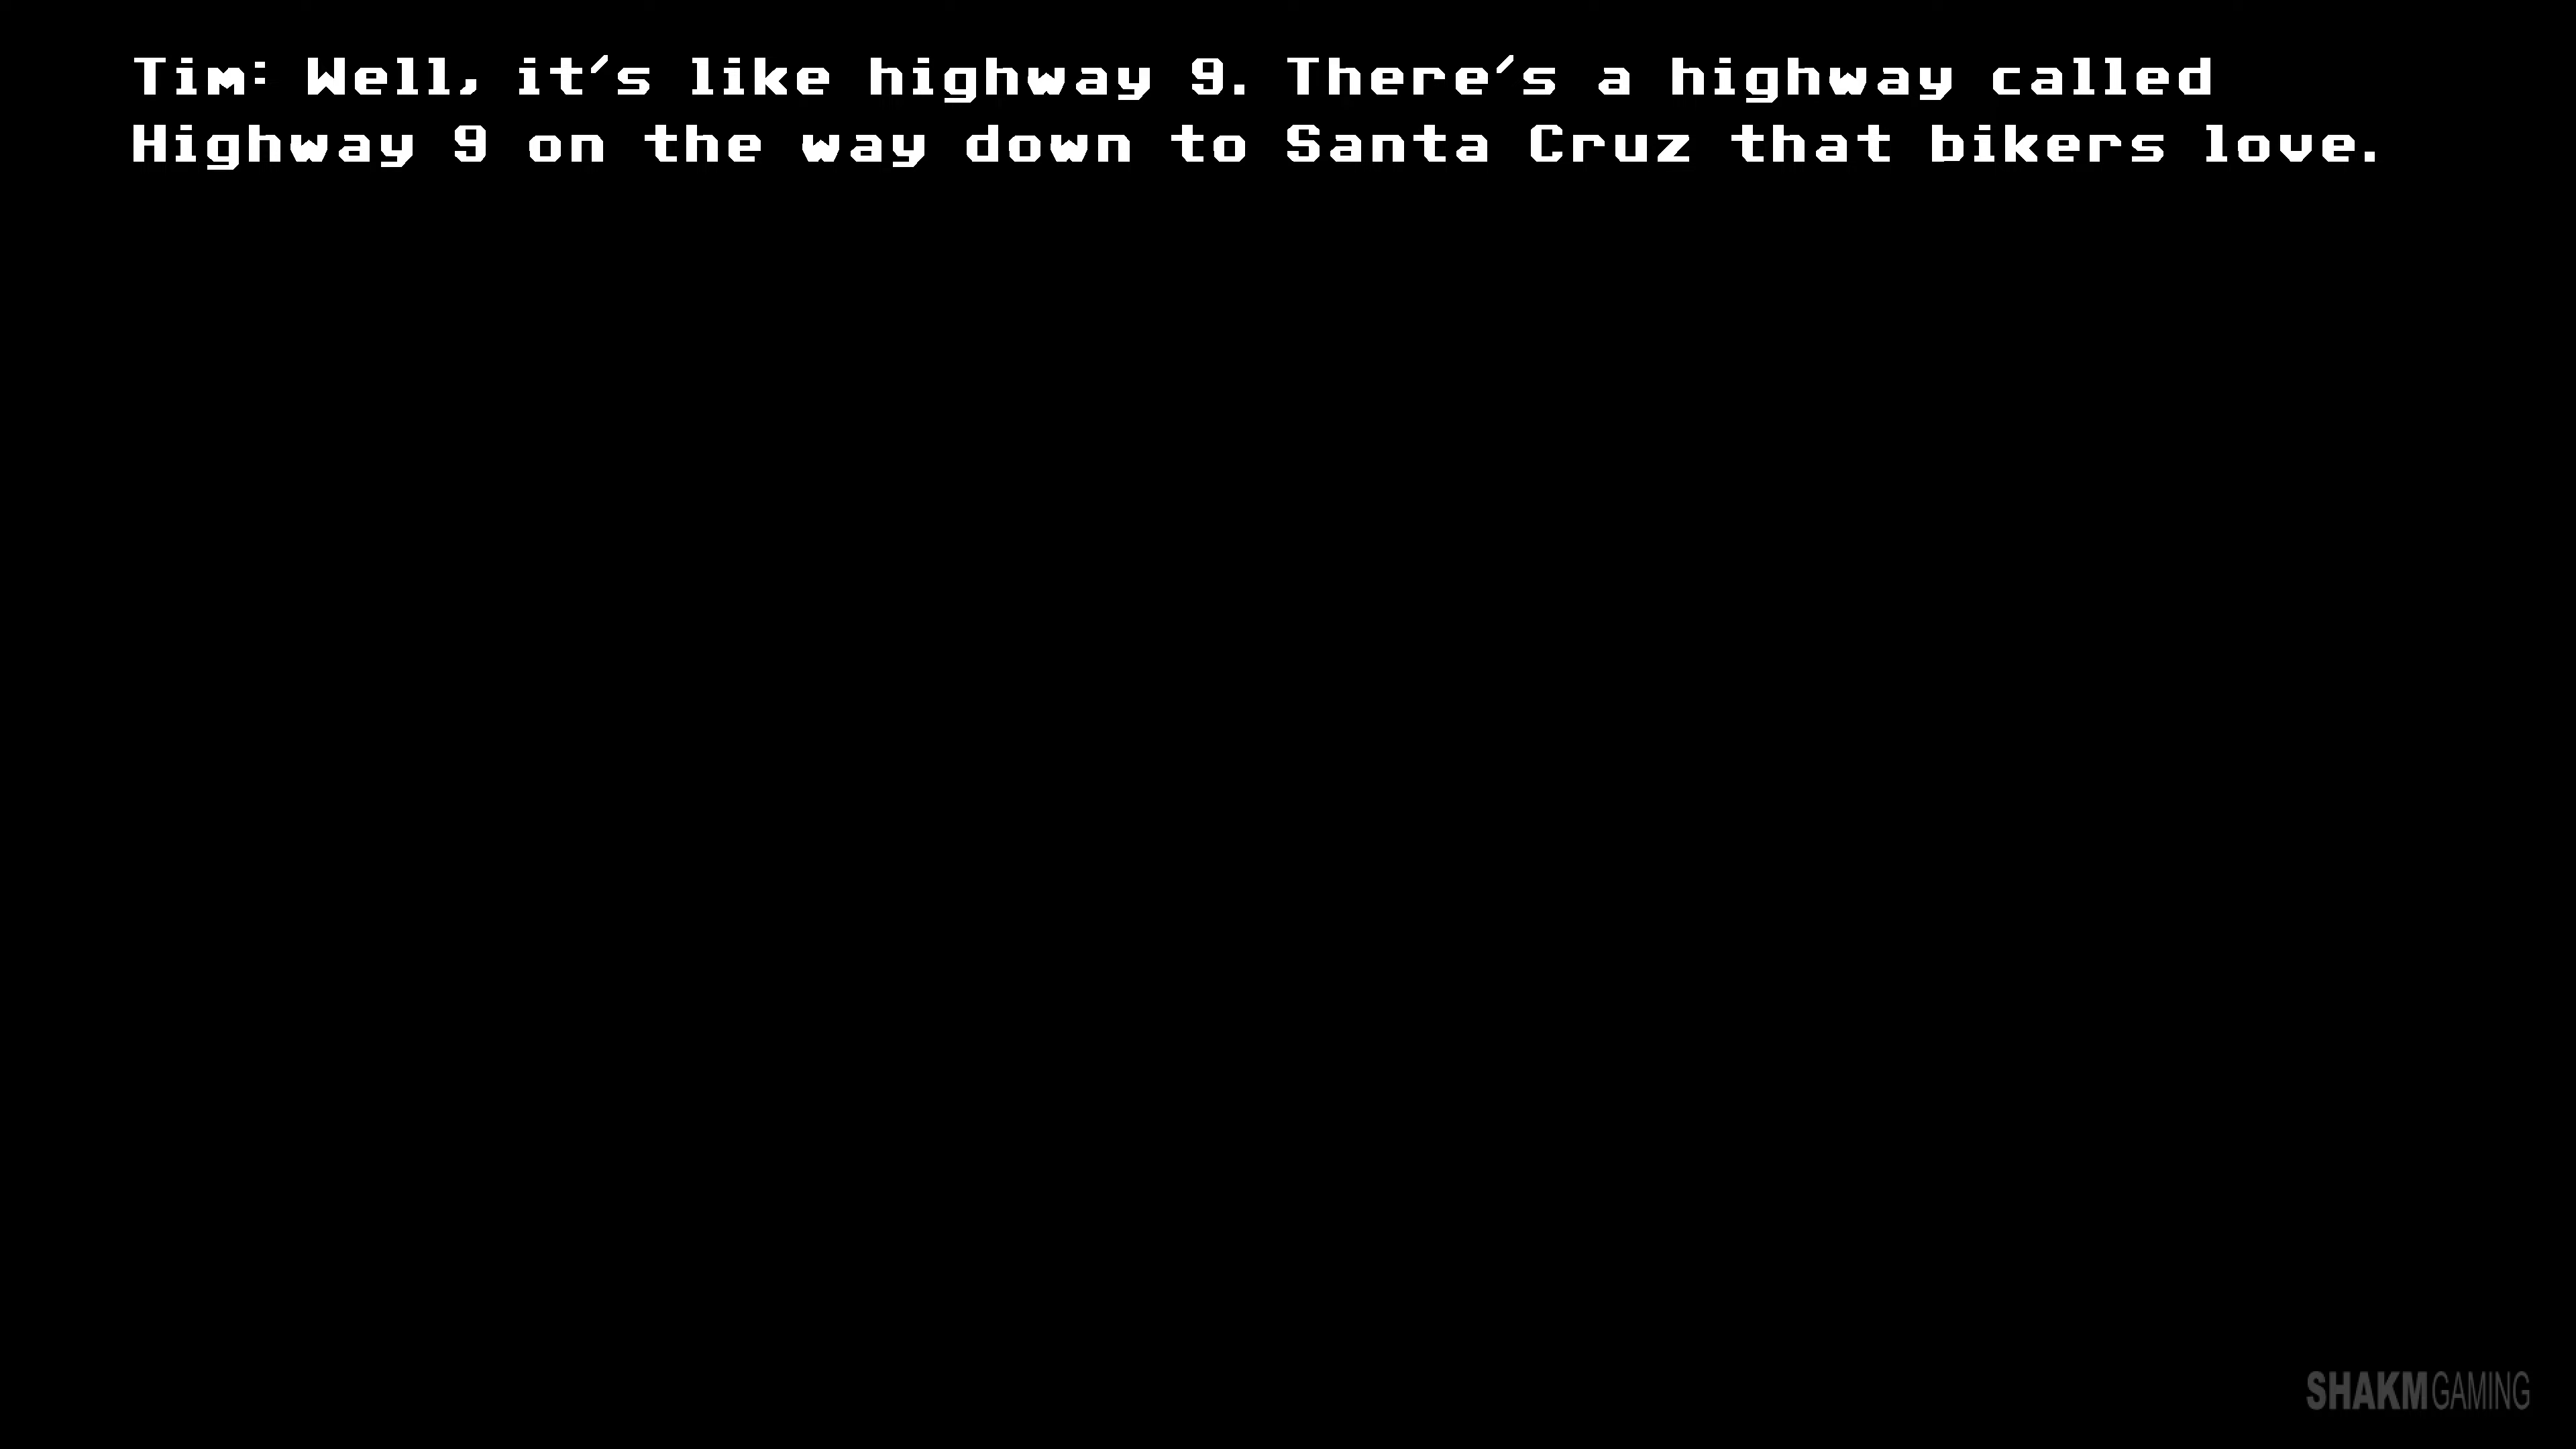 Tim: Well, it's like highway 9. There's a highway called
Highway 9 on the way down to Santa Cruz that bikers love.
SHAKMGAMING